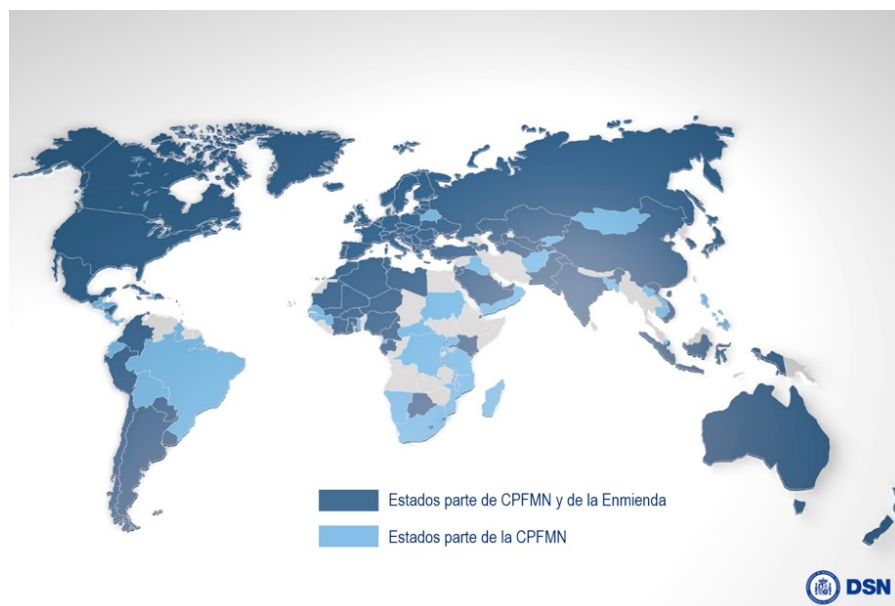 Estados parte de CPFMN y de la Enmienda
Estados parte de la CPFMN
DSN